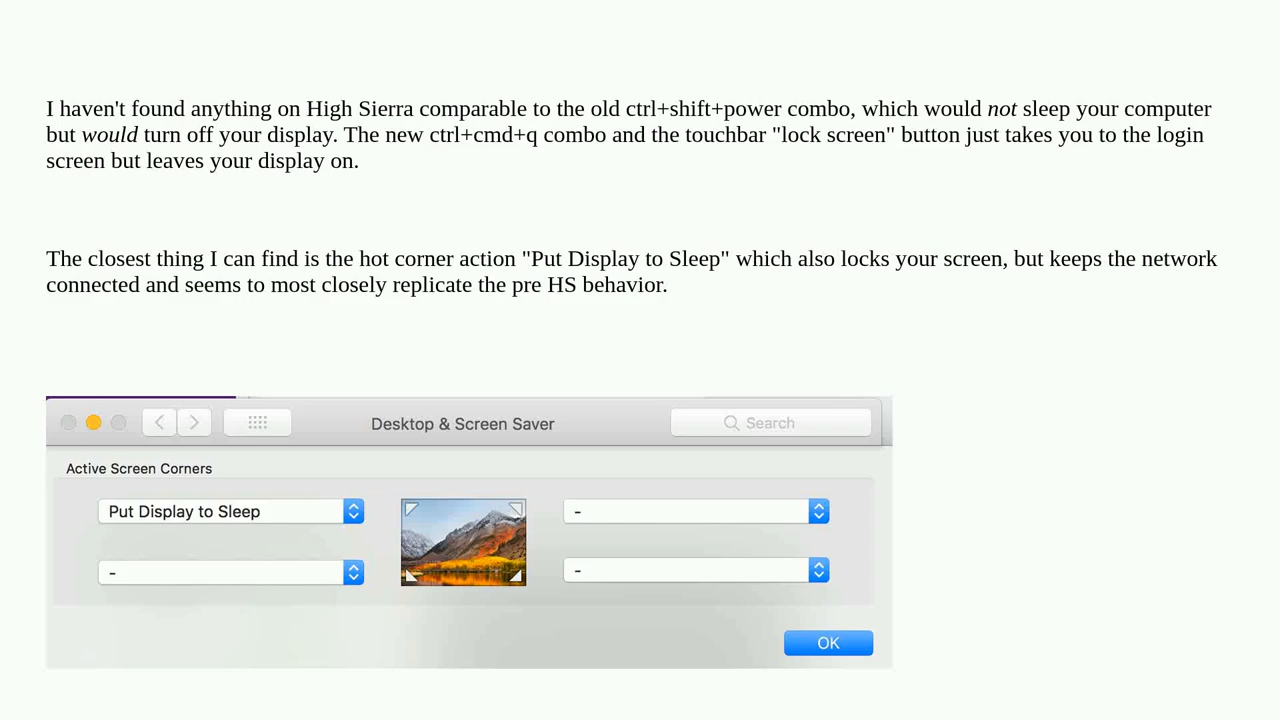 I haven't found anything on High Sierra comparable to the old ctrl+shift+power combo, which would not sleep your computer
but would turn off your display. The new ctrl+cmd+q combo and the touchbar "lock screen" button just takes you to the login
screen but leaves your display on.
The closest thing I can find is the hot corner action "Put Display to Sleep" which also locks your screen, but keeps the network
connected and seems to most closely replicate the pre HS behavior.
Desktop & Screen Saver
Search
Active Screen Corners
Put Display to Sleep
-
-
-
OK